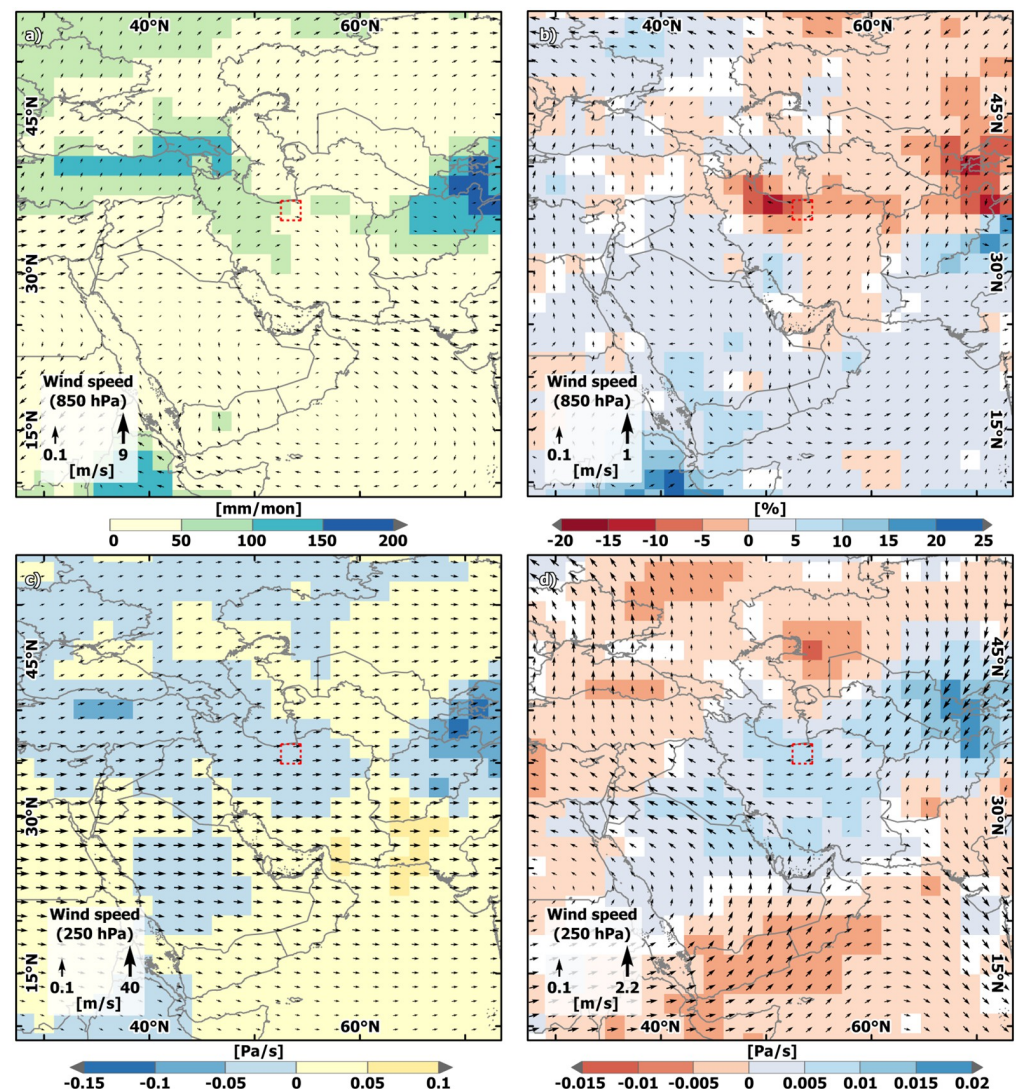 a)
40°N
60°N
45°N
30°N
15°N
Wind speed
(850 hPa)
0.1
9
[m/s]
[mm/mon]
0
50
100
150
200
b)
40°N
60°N
45°N
30°N
15°N
Wind speed
(850 hPa)
0.1
1
[m/s]
[%]
-20
-15
-10
-5
0
5
10
15
20
25
c)
45°N
30°N
15°N
Wind speed
(250 hPa)
0.1
40
[m/s]
40°N
60°N
[Pa/s]
-0.15
-0.1
-0.05
0
0.05
0.1
d)
45°N
30°N
15°N
Wind speed
(250 hPa)
0.1
2.2
[m/s]
40°N
60°N
[Pa/s]
-0.015
-0.01
-0.005
0
0.005
0.01
0.015
0.02